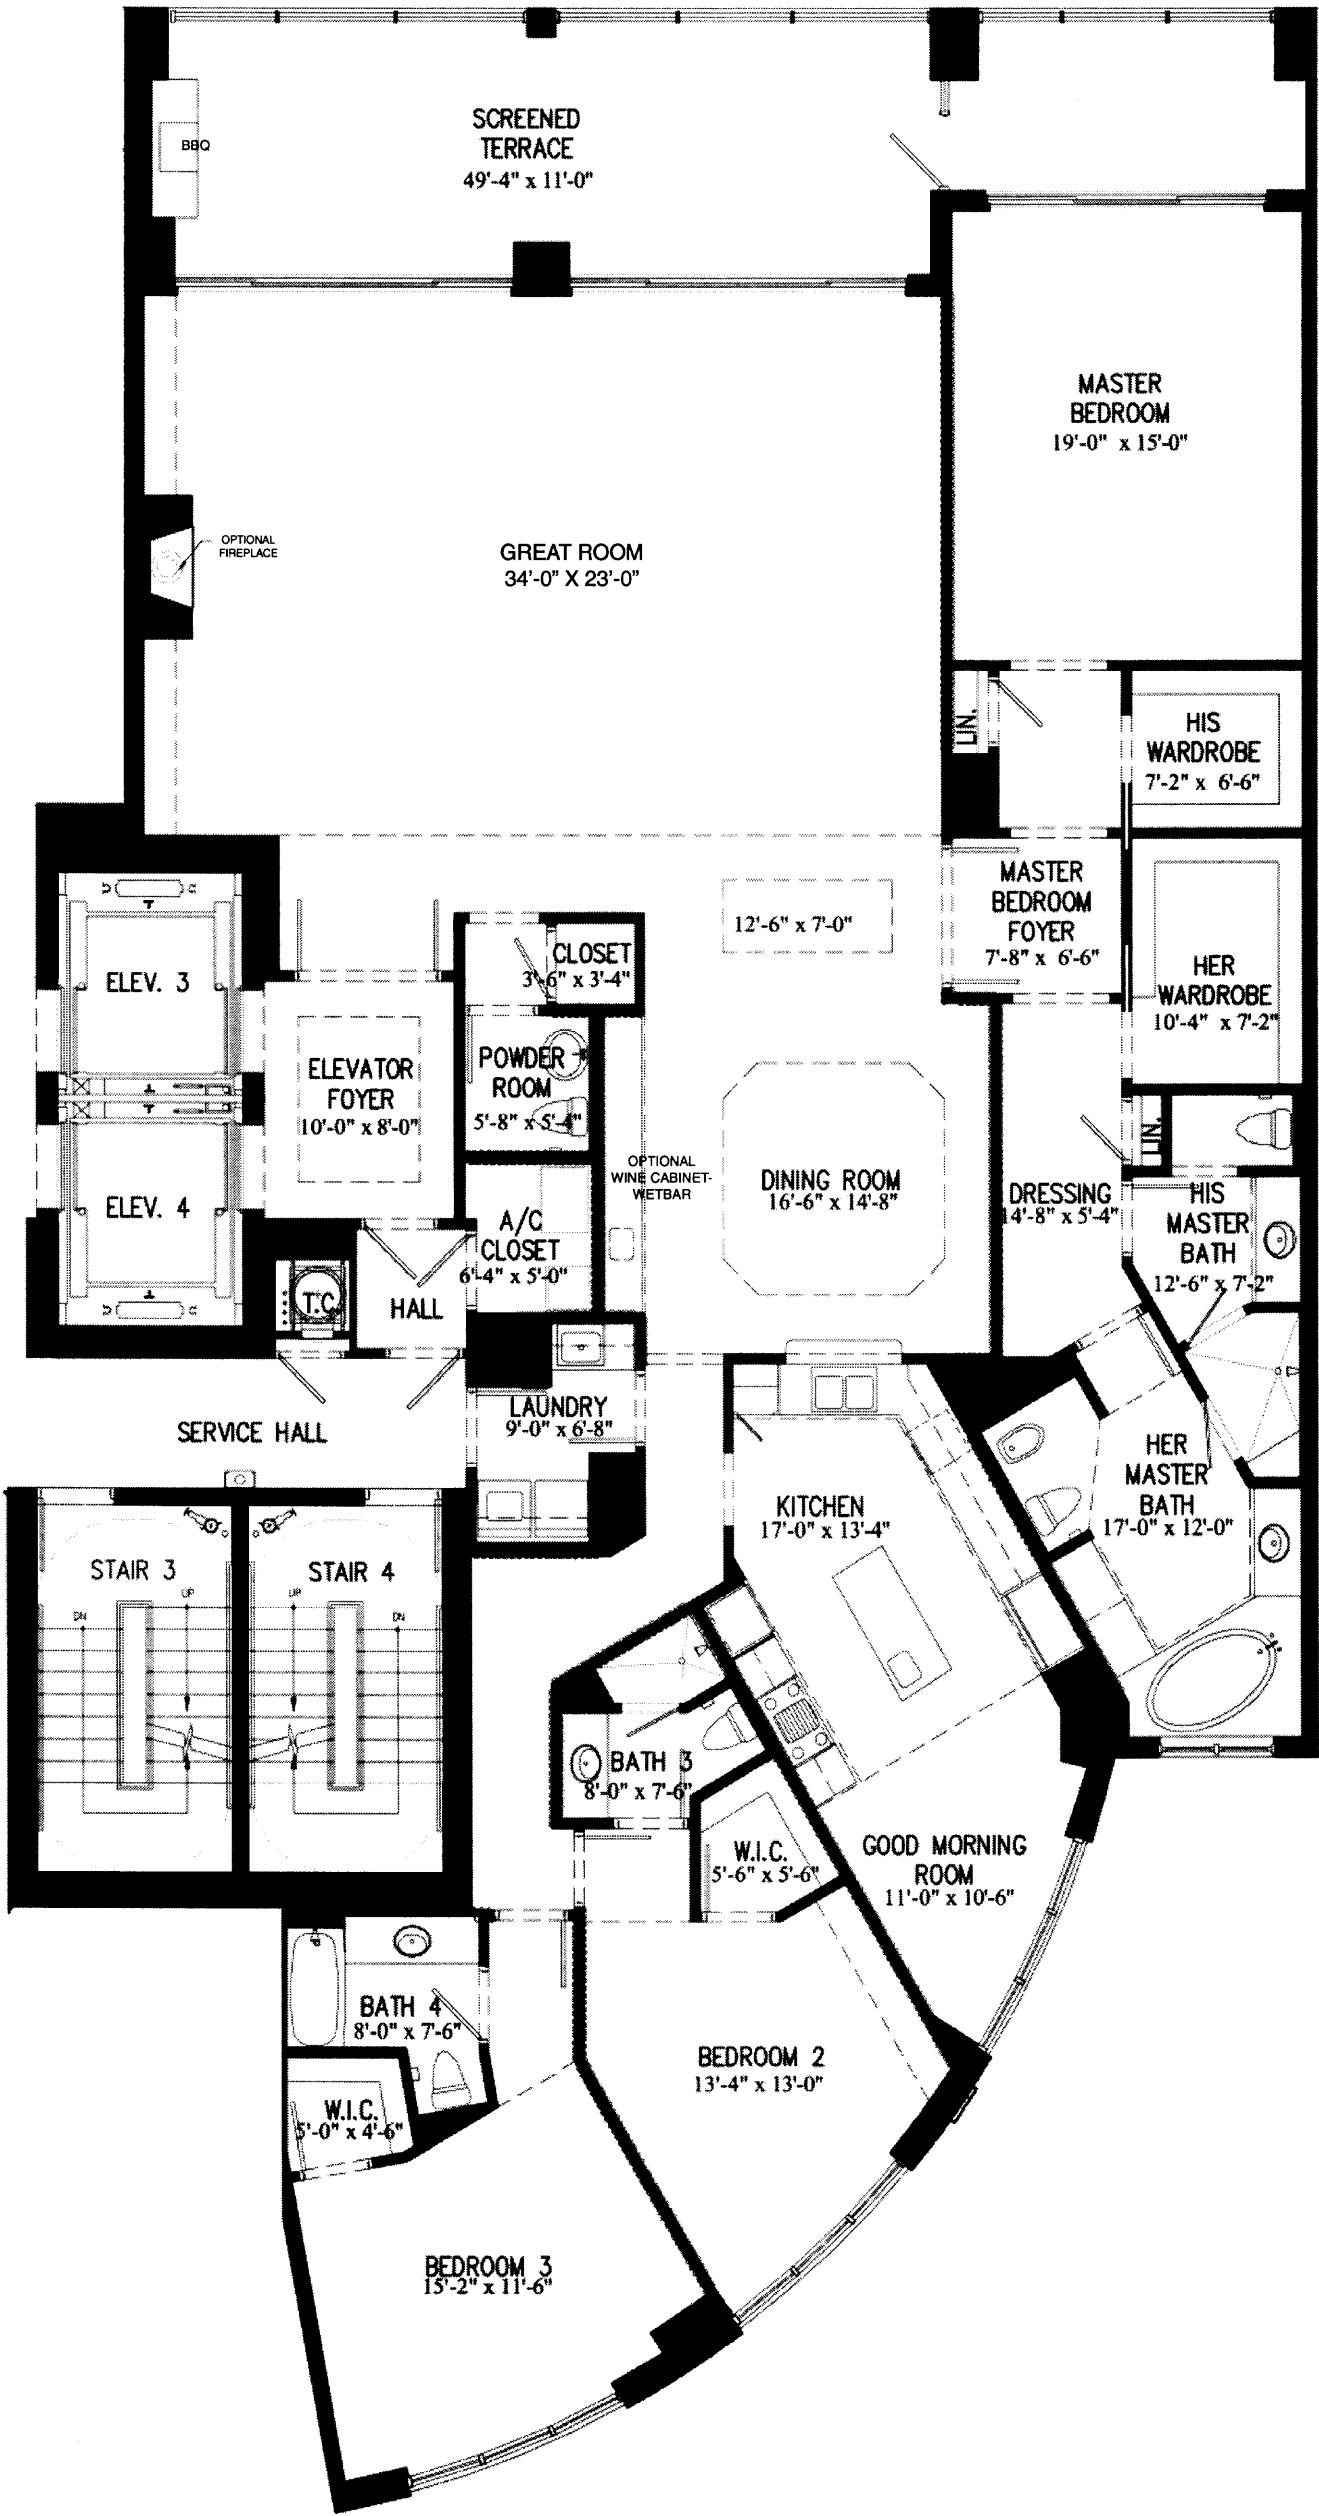 SCREENED
TERRACE
49'-4" x 11'-0"
BBQ
MASTER
BEDROOM
19'-0" x 15'-0"
OPTIONAL
FIREPLACE
GREAT ROOM
34'-0" X 23'-0"
LIN.
HIS
WARDROBE
7'-2" x 6'-6"
MASTER
BEDROOM
FOYER
7'-8" x 6'-6"
12'-6" x 7'-0"
CLOSET
3'-6" x 3'-4"
HER
WARDROBE
10'-4" x 7'-2"
ELEV. 3
ELEVATOR
FOYER
10'-0" x 8'-0"
POWDER
ROOM
5'-8" x 5'-4"
OPTIONAL
WINE CABINET-
WETBAR
DINING ROOM
16'-6" x 14'-8"
LIN.
DRESSING
14'-8" x 5'-4"
HIS
MASTER
BATH
12'-6" x 7'-2"
ELEV. 4
A/C
CLOSET
6'-4" x 5'-0"
T.C.
HALL
LAUNDRY
9'-0" x 6'-8"
SERVICE HALL
KITCHEN
17'-0" x 13'-4"
HER
MASTER
BATH
17'-0" x 12'-0"
STAIR 3
STAIR 4
UP
UP
DN
DN
BATH 3
8'-0" x 7'-6"
W.I.C.
5'-6" x 5'-6"
GOOD MORNING
ROOM
11'-0" x 10'-6"
BATH 4
8'-0" x 7'-6"
W.I.C.
5'-0" x 4'-6"
BEDROOM 2
13'-4" x 13'-0"
BEDROOM 3
15'-2" x 11'-6"